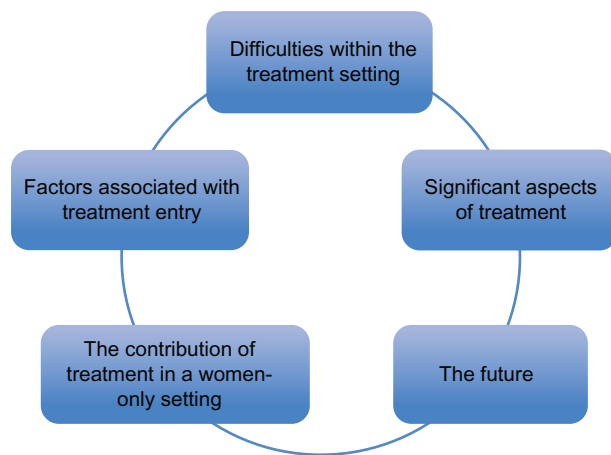 Difficulties within the
treatment setting
Factors associated with
treatment entry
Significant aspects
of treatment
The contribution of
treatment in a women-
only setting
The future